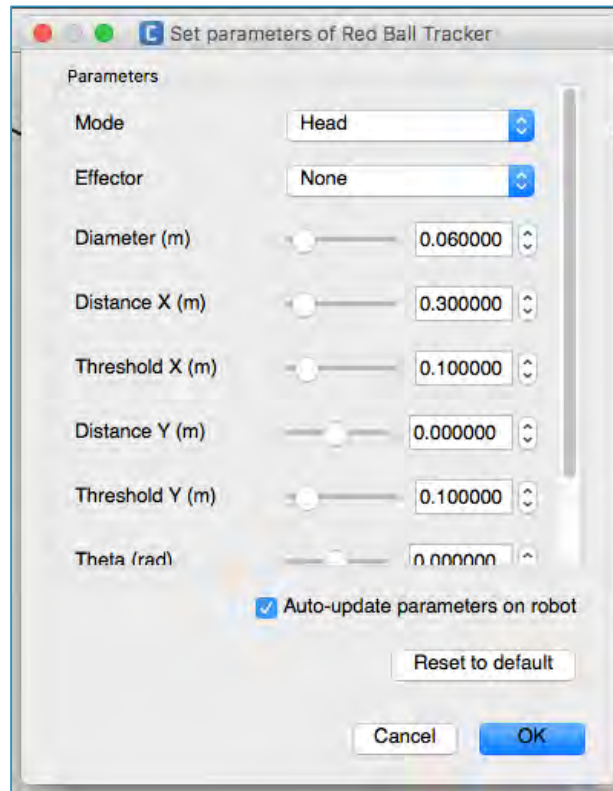 C Set parameters of Red Ball Tracker
Parameters
Mode Head
Effector None
Diameter (m) 0.060000
Distance X (m) 0.300000
Threshold X (m) 0.100000
Distance Y (m) 0.000000
Threshold Y (m) 0.100000
Theta (rad) 0.000000
Auto-update parameters on robot
Reset to default
Cancel OK